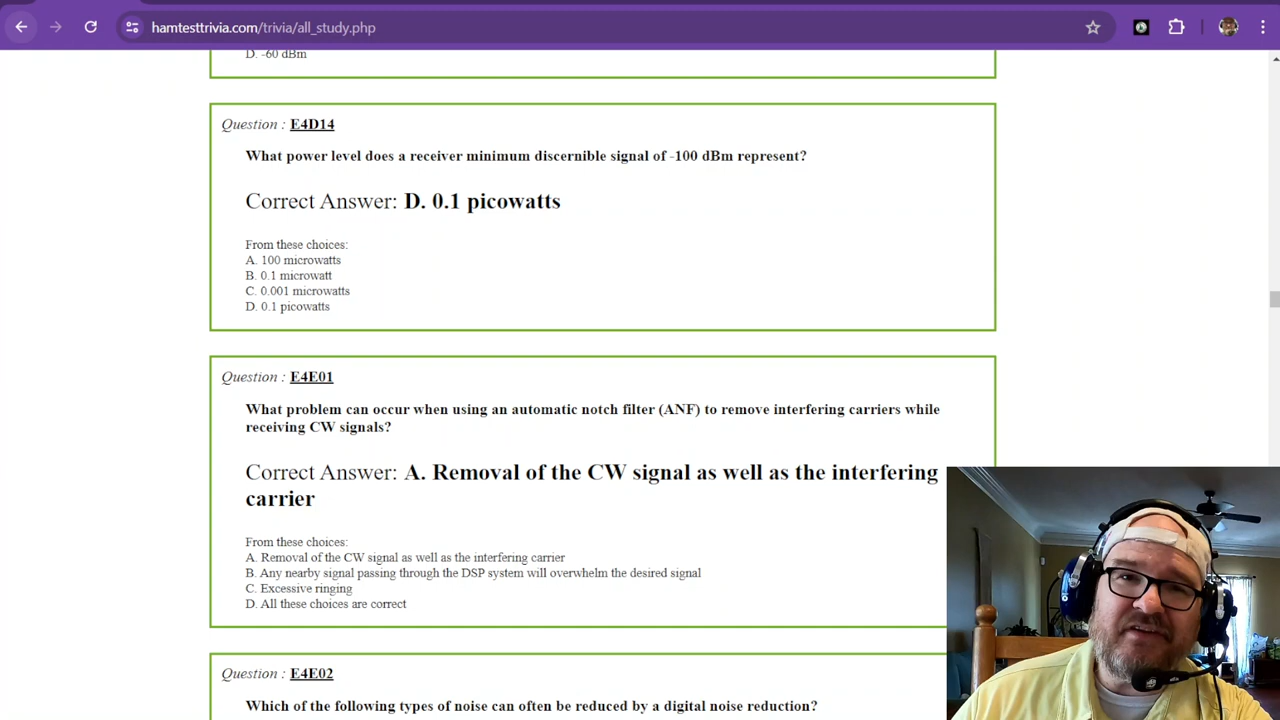 hamtesttrivia.com/trivia/all_study.php
D. -60 dBm
Question : E4D14
What power level does a receiver minimum discernible signal of -100 dBm represent?
Correct Answer: D. 0.1 picowatts
From these choices:
A. 100 microwatts
B. 0.1 microwatt
C. 0.001 microwatts
D. 0.1 picowatts
Question : E4E01
What problem can occur when using an automatic notch filter (ANF) to remove interfering carriers while
receiving CW signals?
Correct Answer: A. Removal of the CW signal as well as the interfering
carrier
From these choices:
A. Removal of the CW signal as well as the interfering carrier
B. Any nearby signal passing through the DSP system will overwhelm the desired signal
C. Excessive ringing
D. All these choices are correct
Question : E4E02
Which of the following types of noise can often be reduced by a digital noise reduction?